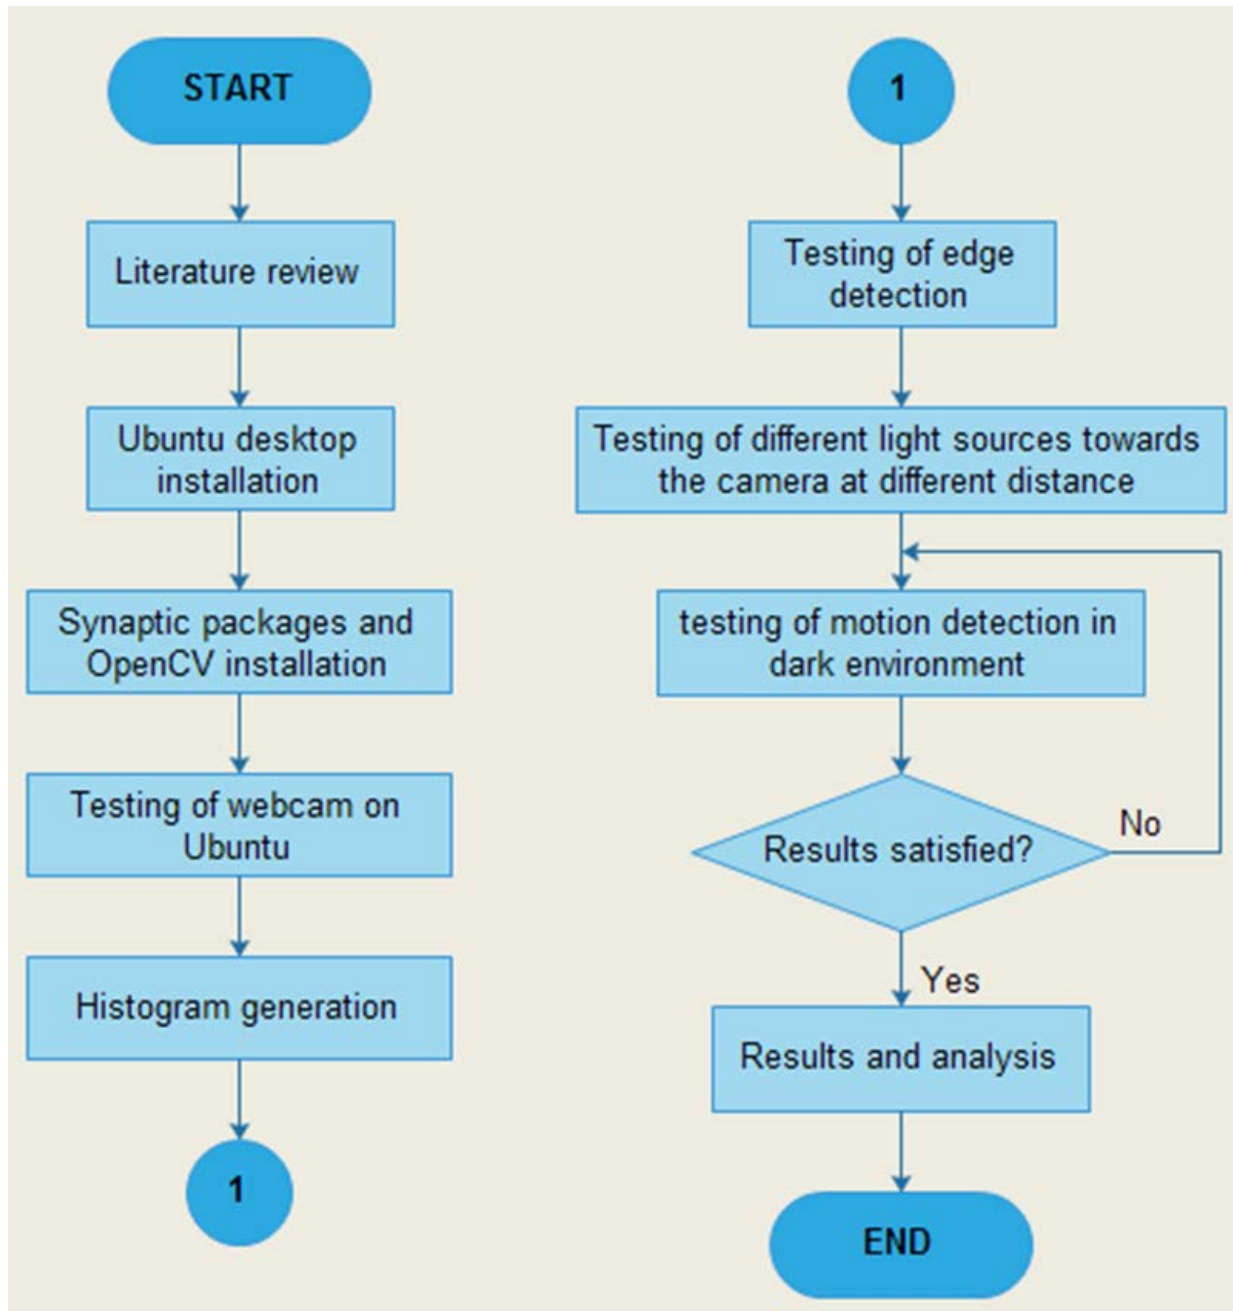 START
Literature review
Ubuntu desktop
installation
Synaptic packages and
OpenCV installation
Testing of webcam on
Ubuntu
Histogram generation
1
1
Testing of edge
detection
Testing of different light sources towards
the camera at different distance
testing of motion detection in
dark environment
Results satisfied?
No
Yes
Results and analysis
END